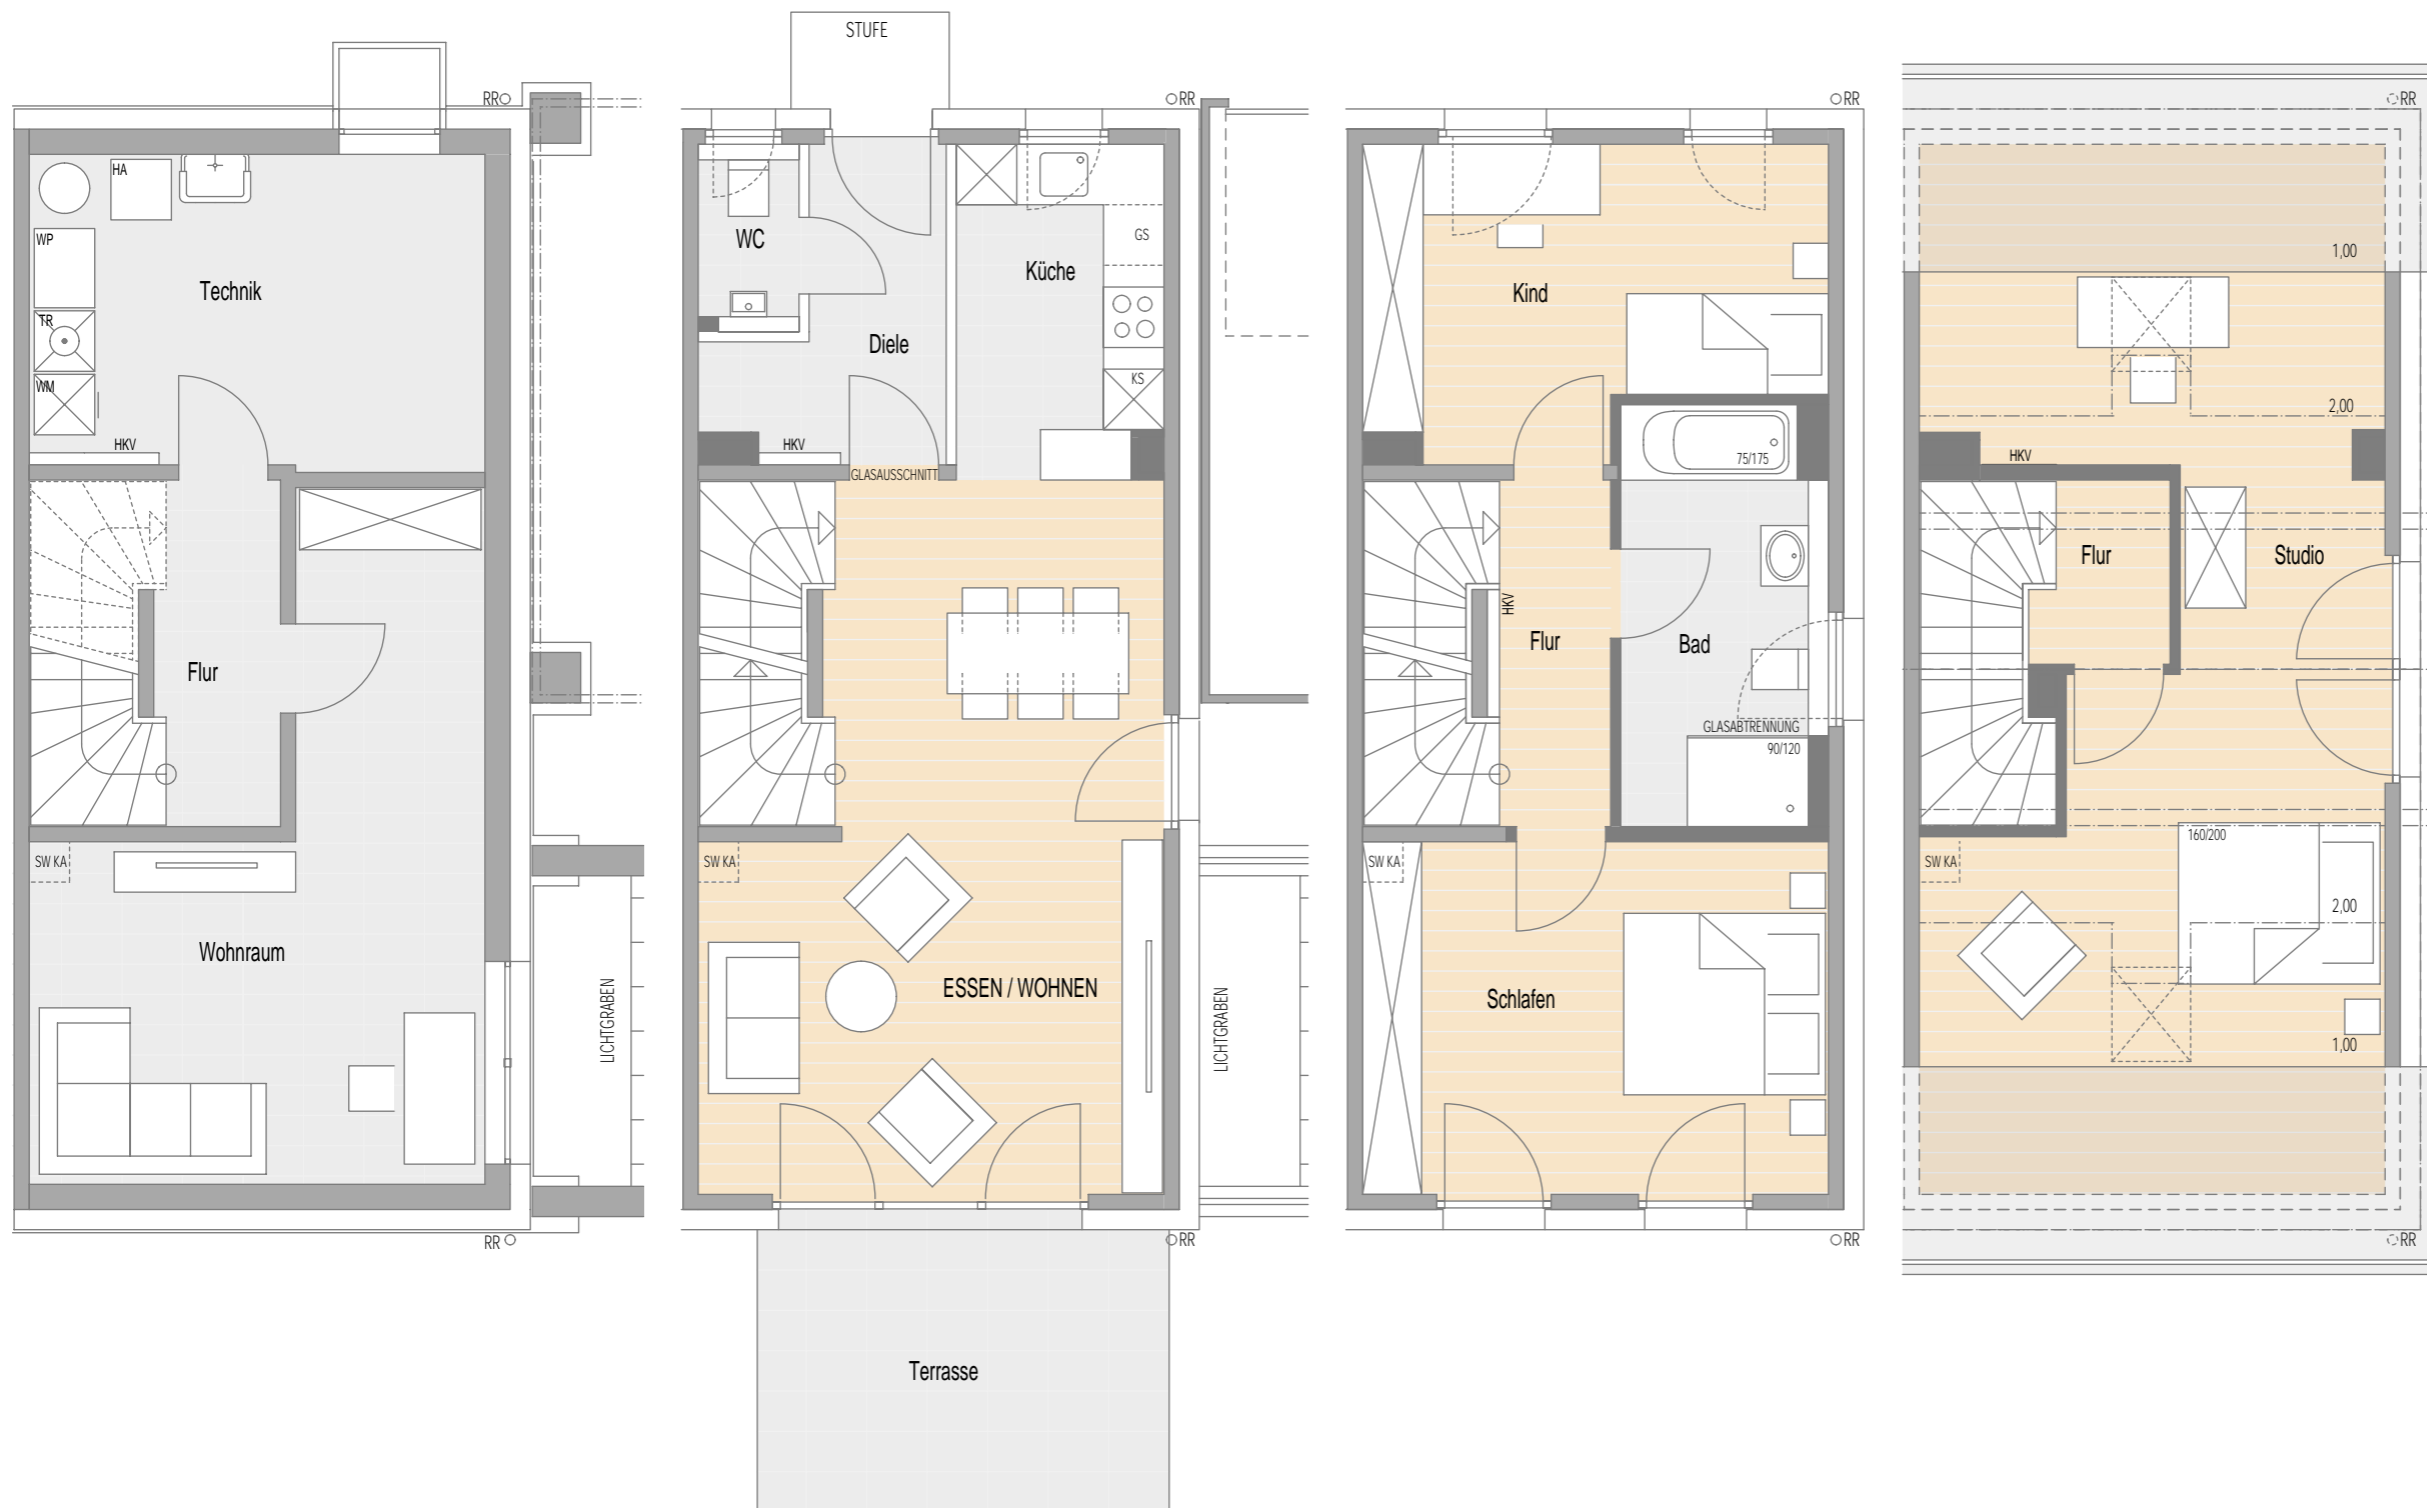 RR
HA
WP
Technik
TR
WM
HKV
Flur
SW KA
Wohnraum
LICHTGRABEN
RR
STUFE
RR
WC
GS
Küche
Diele
KS
HKV
GLASAUSSCHNITT
SW KA
ESSEN / WOHNEN
LICHTGRABEN
RR
Terrasse
RR
Kind
75/175
HKV
Flur
Bad
GLASABTRENNUNG
90/120
SW KA
Schlafen
RR
RR
1,00
2,00
HKV
Flur
Studio
160/200
SW KA
2,00
1,00
RR